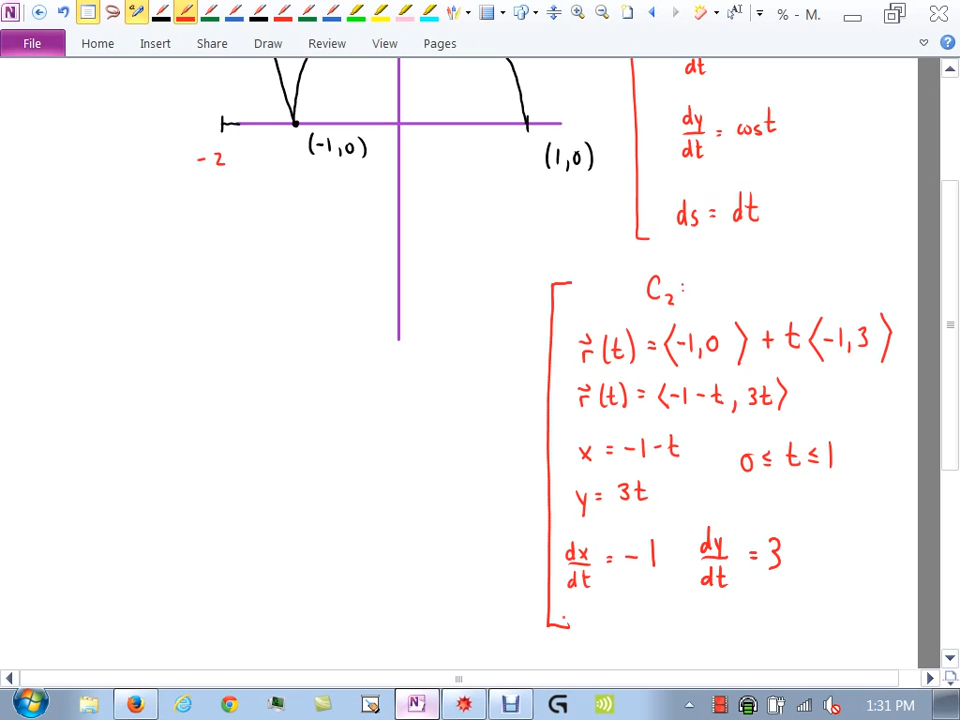 % - M.
File Home Insert Share Draw Review View Pages
dt
dy/dt = cost
ds = dt
-2
(-1,0)
(1,0)
C₂:
r⃗(t) = ⟨-1,0⟩ + t⟨-1,3⟩
r⃗(t) = ⟨-1-t, 3t⟩
x = -1-t 0 ≤ t ≤ 1
y = 3t
dx/dt = -1 dy/dt = 3
1:31 PM